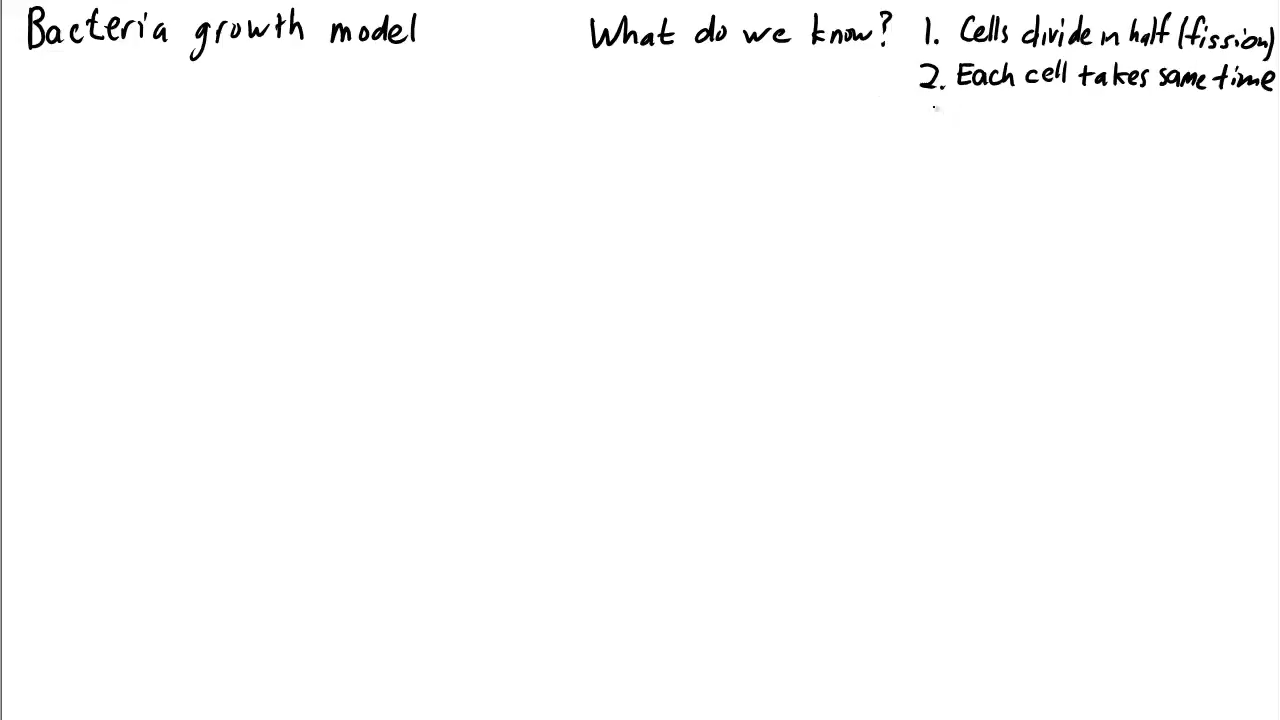 Bacteria growth model
What do we know? 1. Cells divide in half (fission)
2. Each cell takes same time